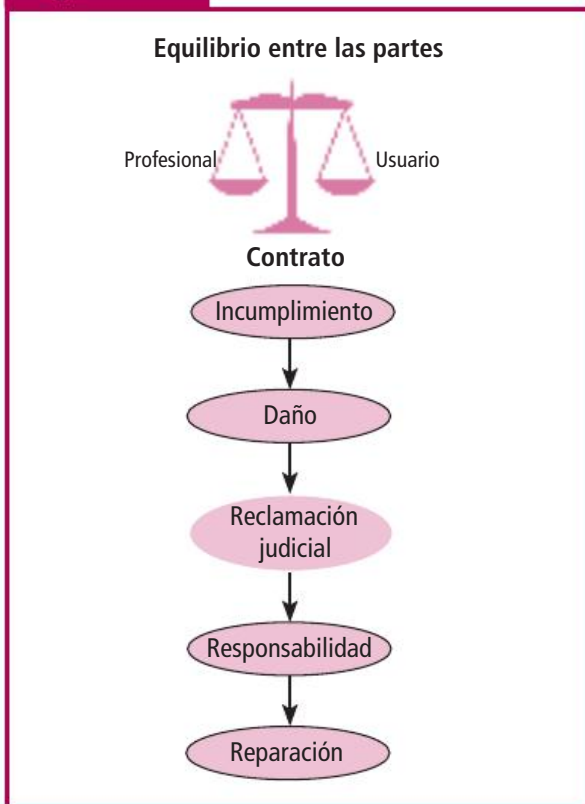 Equilibrio entre las partes
Profesional
Usuario
Contrato
Incumplimiento
Daño
Reclamación
judicial
Responsabilidad
Reparación